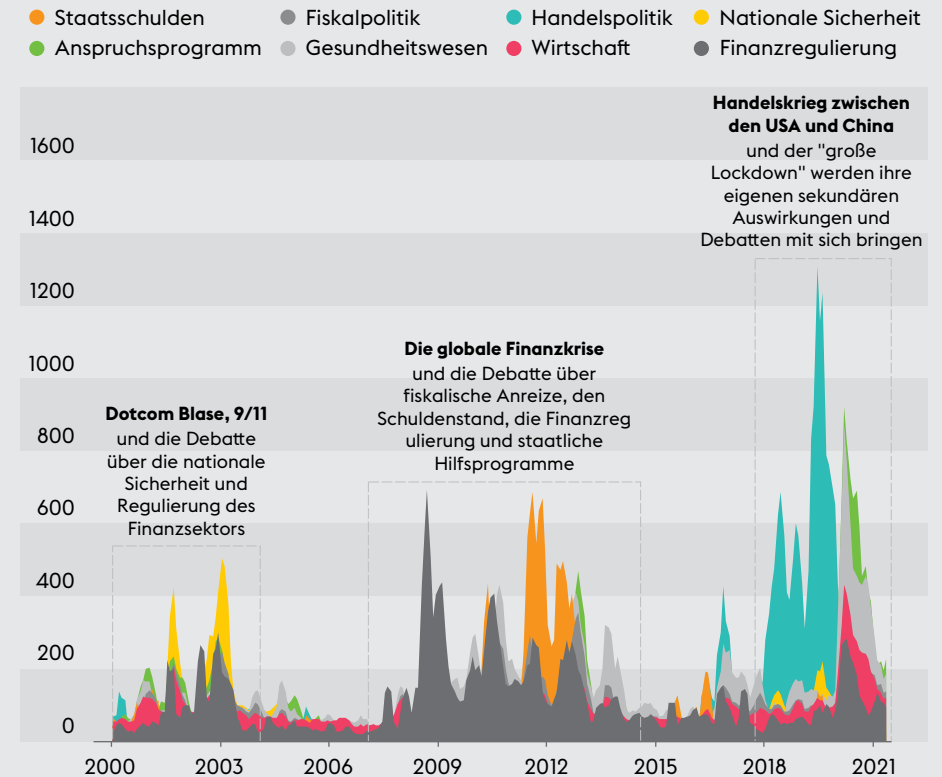 Staatsschulden
Fiskalpolitik
Handelspolitik
Nationale Sicherheit
Anspruchsprogramm
Gesundheitswesen
Wirtschaft
Finanzregulierung
Handelskrieg zwischen
den USA und China
und der "große
Lockdown" werden ihre
eigenen sekundären
Auswirkungen und
Debatten mit sich bringen
Die globale Finanzkrise
und die Debatte über
fiskalische Anreize, den
Schuldenstand, die Finanzreg
ulierung und staatliche
Hilfsprogramme
Dotcom Blase, 9/11
und die Debatte
über die nationale
Sicherheit und
Regulierung des
Finanzsektors
1600
1400
1200
1000
800
600
400
200
0
2000
2003
2006
2009
2012
2015
2018
2021